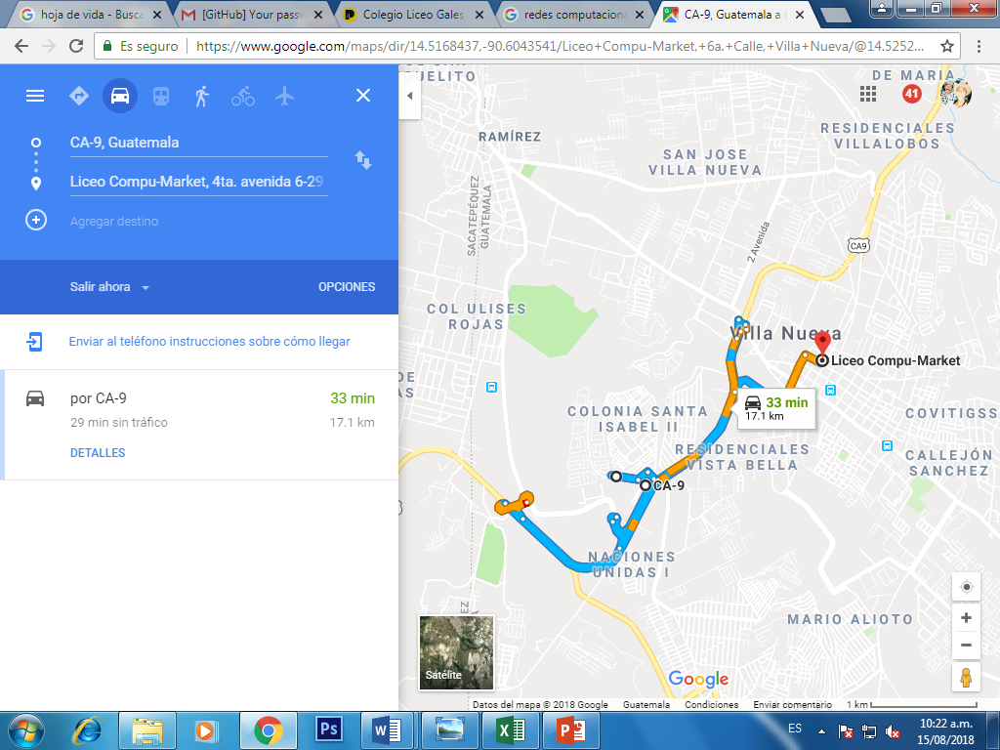 hoja de vida - Busca
[GitHub] Your passw
Colegio Liceo Gales
redes computaciona
CA-9, Guatemala a L
Es seguro
https://www.google.com/maps/dir/14.5168437,-90.6043541/Liceo+Compu-Market,+6a.+Calle,+Villa+Nueva/@14.5252...
CA-9, Guatemala
Liceo Compu-Market, 4ta. avenida 6-29
Agregar destino
Salir ahora
OPCIONES
Enviar al teléfono instrucciones sobre cómo llegar
por CA-9
33 min
29 min sin tráfico
17.1 km
DETALLES
41
DE MARIA
RESIDENCIALES
VILLALOBOS
RAMÍREZ
SAN JOSE
VILLA NUEVA
SACATEPÉQUEZ
GUATEMALA
2 Avenida
CA9
COL ULISES
ROJAS
Villa Nueva
Liceo Compu-Market
33 min
17.1 km
COLONIA SANTA
ISABEL II
COVITIGSS
RESIDENCIALES
VISTA BELLA
CALLEJÓN
SANCHEZ
CA-9
NACIONES
UNIDAS I
MARIO ALIOTO
Satélite
Google
Datos del mapa © 2018 Google
Guatemala
Condiciones
Enviar comentario
1 km
Ps
ES
10:22 a.m.
15/08/2018